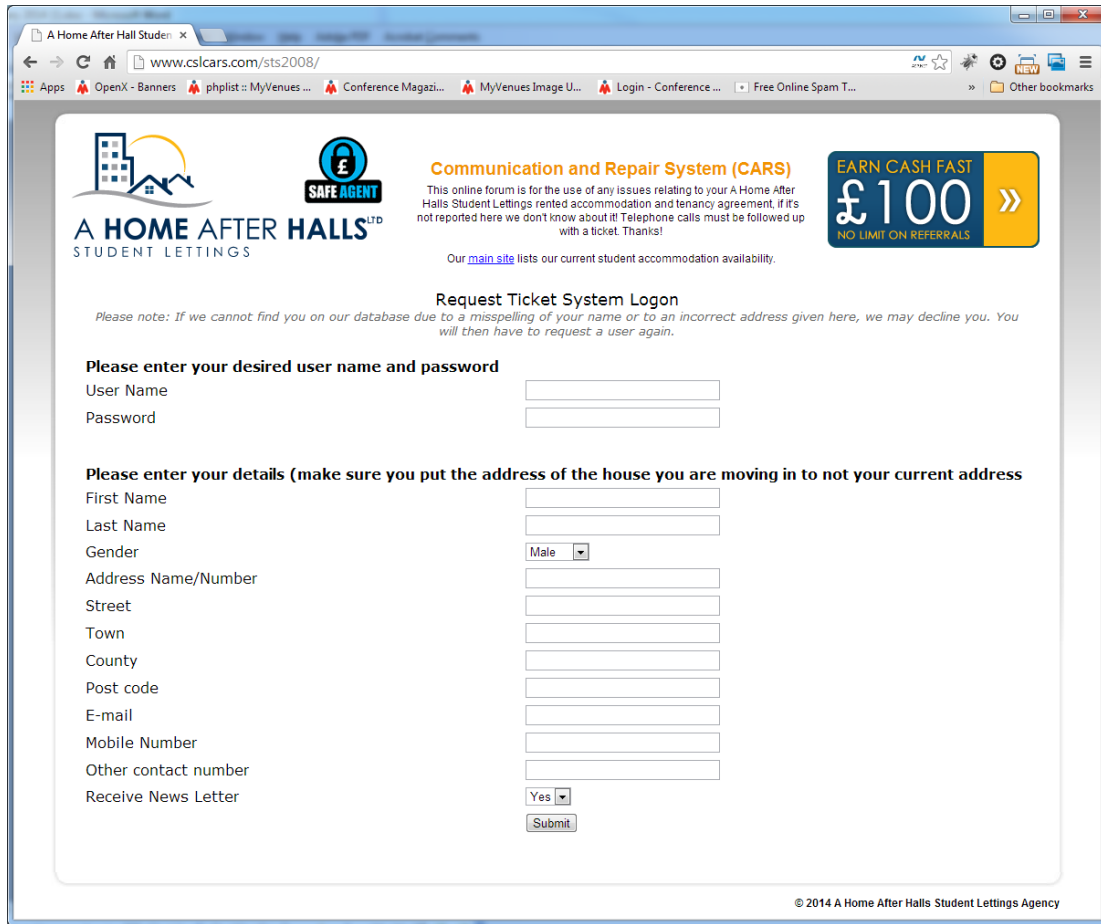 A Home After Hall Studen ×
www.cslcars.com/sts2008/
NEW
Apps OpenX - Banners phplist :: MyVenues ... Conference Magazi... MyVenues Image U... Login - Conference ... Free Online Spam T... » Other bookmarks
£
SAFE AGENT
A HOME AFTER HALLS LTD
STUDENT LETTINGS
Communication and Repair System (CARS)
This online forum is for the use of any issues relating to your A Home After
Halls Student Lettings rented accommodation and tenancy agreement, if it's
not reported here we don't know about it! Telephone calls must be followed up
with a ticket. Thanks!
Our main site lists our current student accommodation availability.
EARN CASH FAST
£100 »
NO LIMIT ON REFERRALS
Request Ticket System Logon
Please note: If we cannot find you on our database due to a misspelling of your name or to an incorrect address given here, we may decline you. You
will then have to request a user again.
Please enter your desired user name and password
User Name
Password
Please enter your details (make sure you put the address of the house you are moving in to not your current address
First Name
Last Name
Gender Male
Address Name/Number
Street
Town
County
Post code
E-mail
Mobile Number
Other contact number
Receive News Letter Yes
Submit
© 2014 A Home After Halls Student Lettings Agency